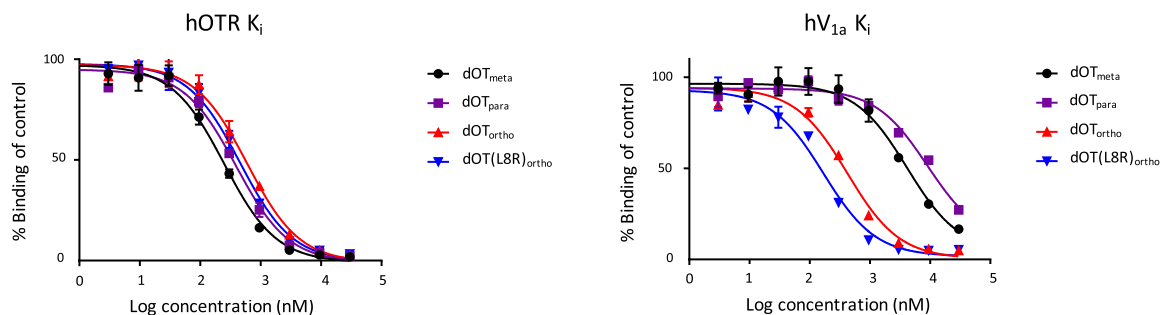 hOTR Ki
% Binding of control
100
50
0
0 1 2 3 4 5
Log concentration (nM)
dOTmeta
dOTpara
dOTortho
dOT(L8R)ortho
hV1a Ki
% Binding of control
100
50
0
0 1 2 3 4 5
Log concentration (nM)
dOTmeta
dOTpara
dOTortho
dOT(L8R)ortho